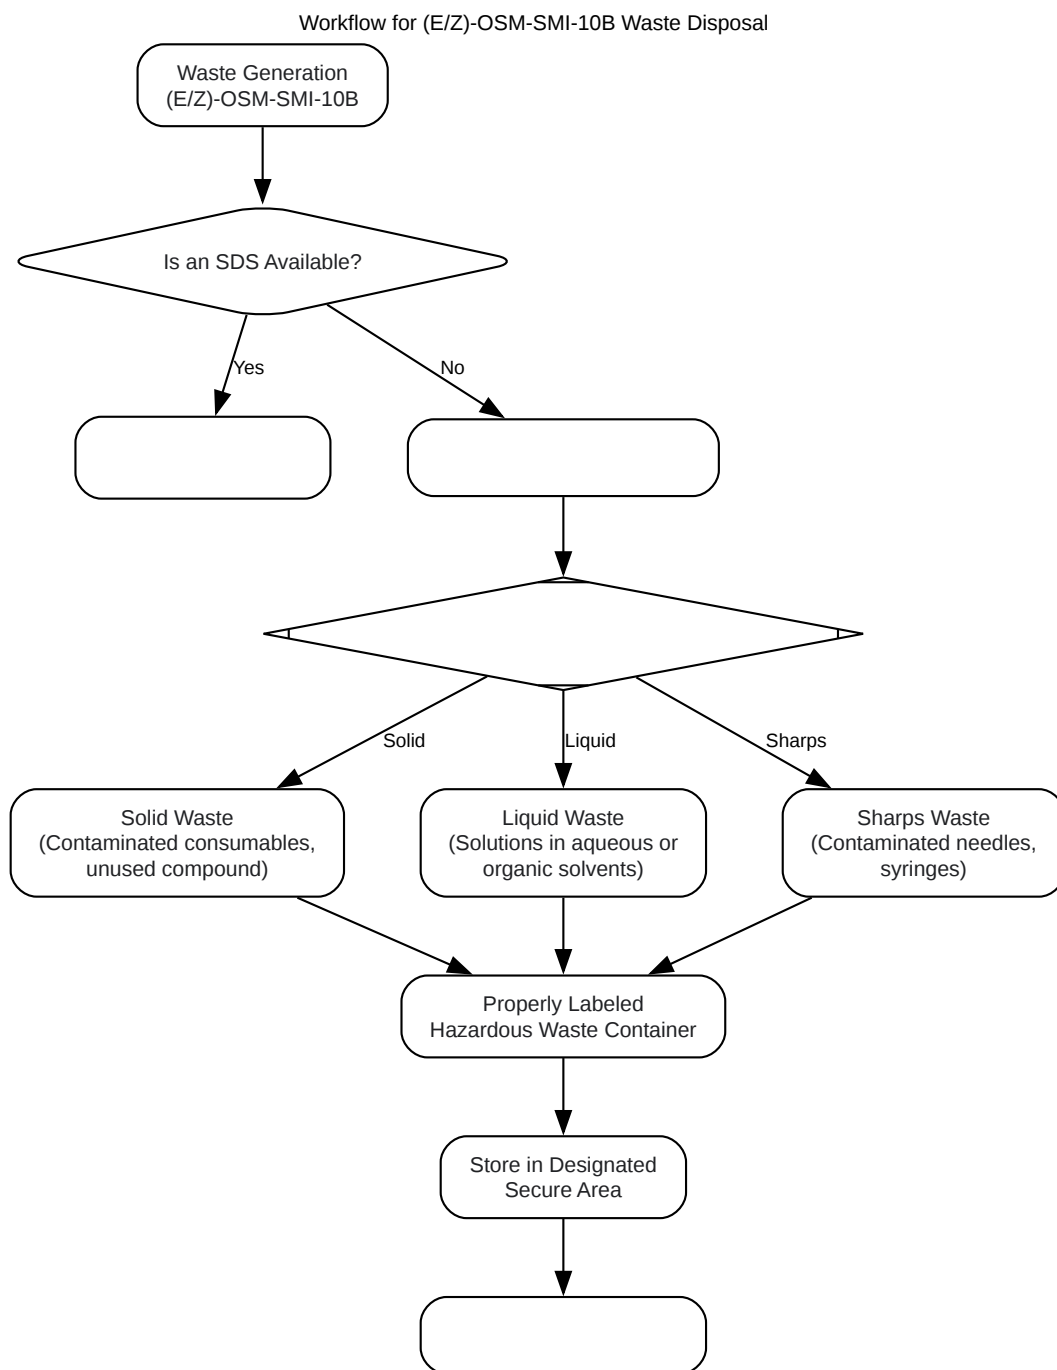 Workflow for (E/Z)-OSM-SMI-10B Waste Disposal
Waste Generation
(E/Z)-OSM-SMI-10B
Is an SDS Available?
Yes
No
Solid
Liquid
Sharps
Solid Waste
(Contaminated consumables,
unused compound)
Liquid Waste
(Solutions in aqueous or
organic solvents)
Sharps Waste
(Contaminated needles,
syringes)
Properly Labeled
Hazardous Waste Container
Store in Designated
Secure Area